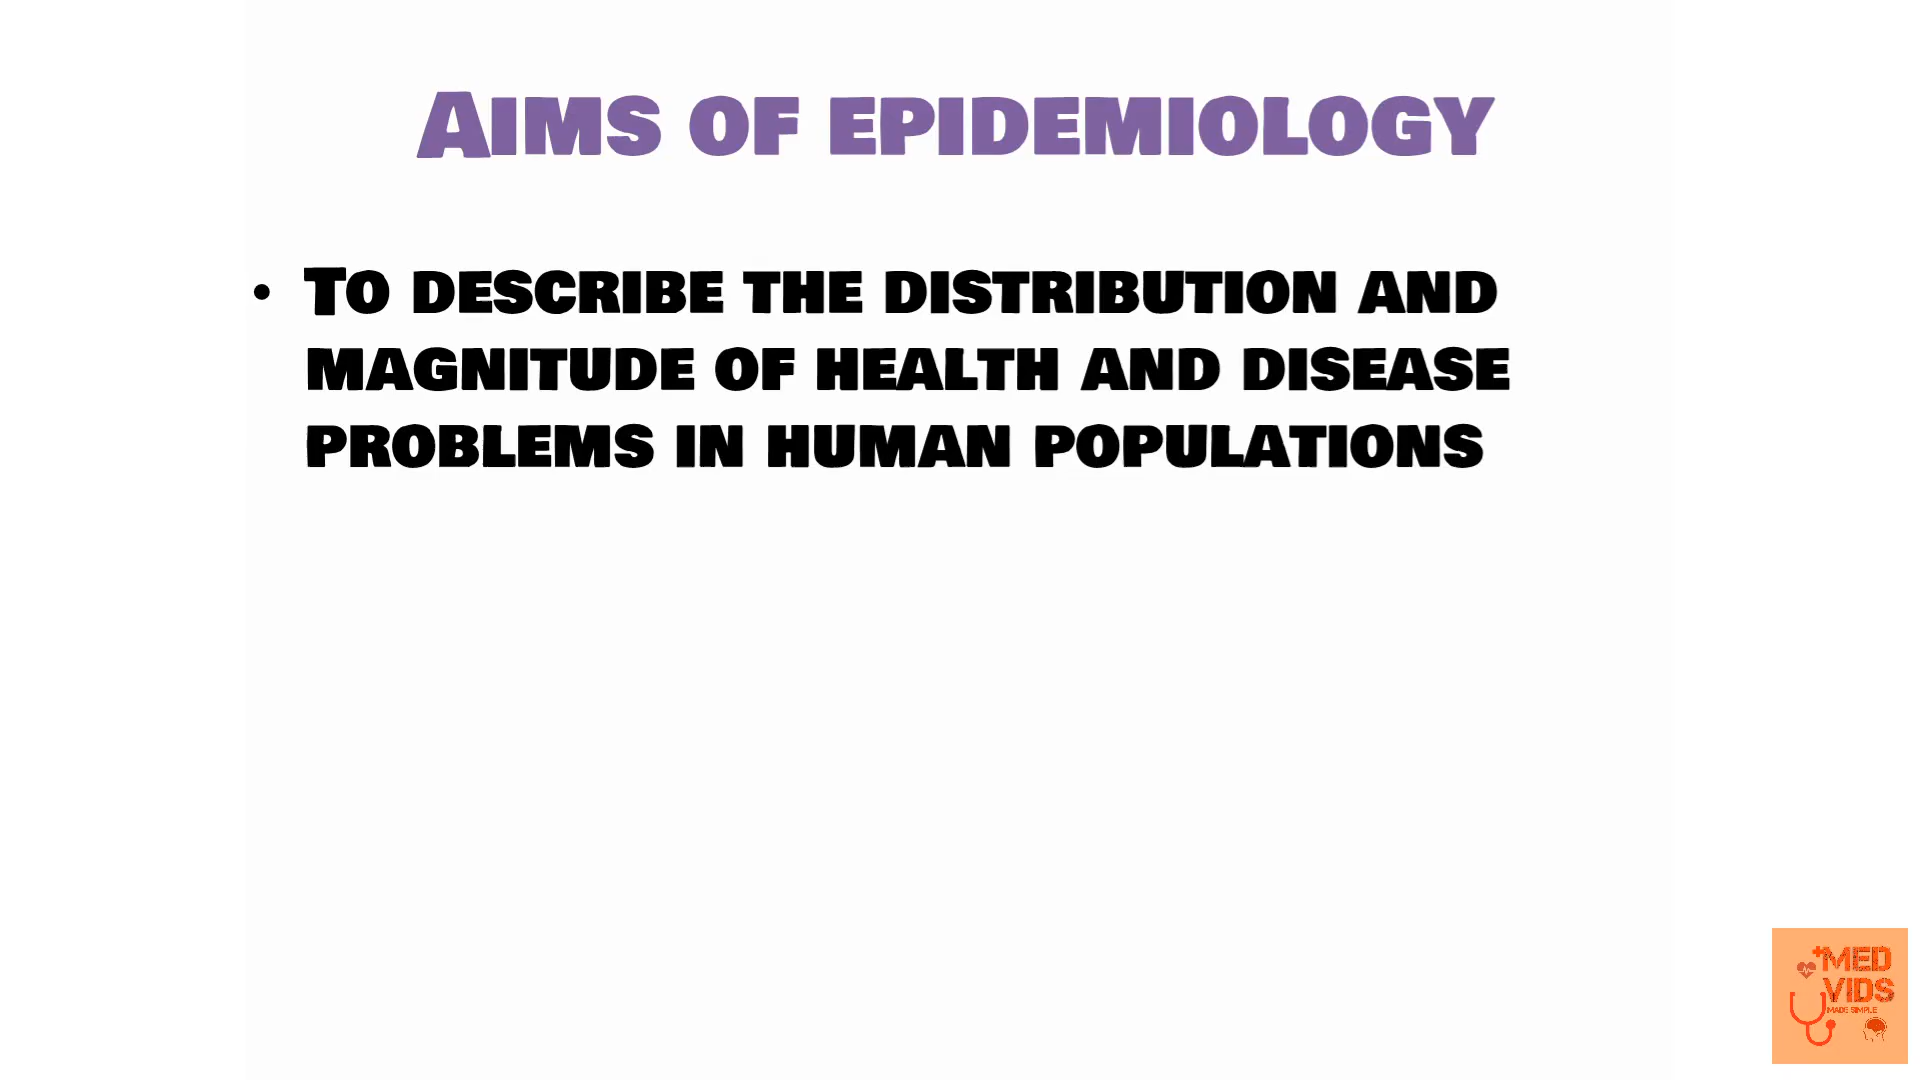 Aims of epidemiology
• To describe the distribution and
magnitude of health and disease
problems in human populations
MED
VIDS
MADE SIMPLE